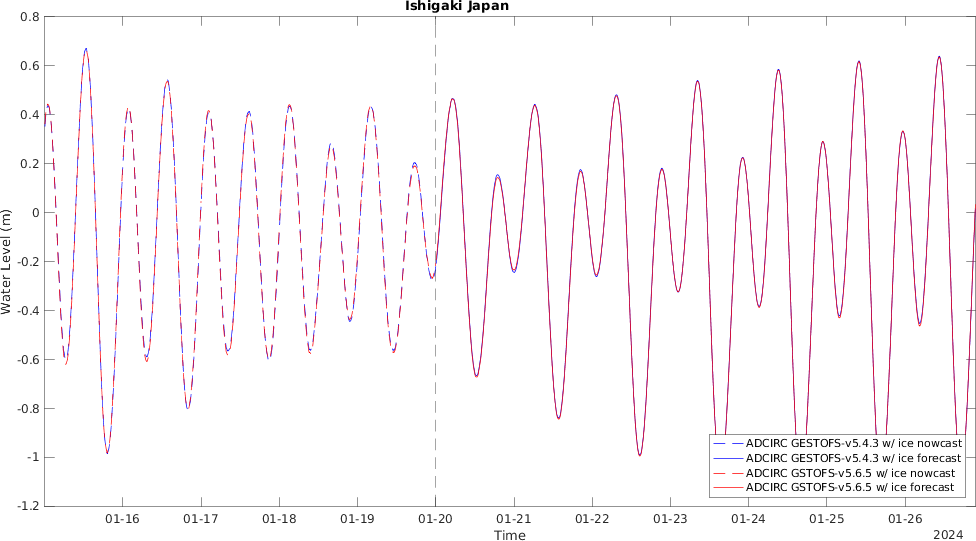 Ishigaki Japan
0.8
0.6
0.4
0.2
0
-0.2
-0.4
-0.6
-0.8
-1
-1.2
Water Level (m)
01-16 01-17 01-18 01-19 01-20 01-21 01-22 01-23 01-24 01-25 01-26
Time
2024
ADCIRC GESTOFS-v5.4.3 w/ ice nowcast
ADCIRC GESTOFS-v5.4.3 w/ ice forecast
ADCIRC GSTOFS-v5.6.5 w/ ice nowcast
ADCIRC GSTOFS-v5.6.5 w/ ice forecast